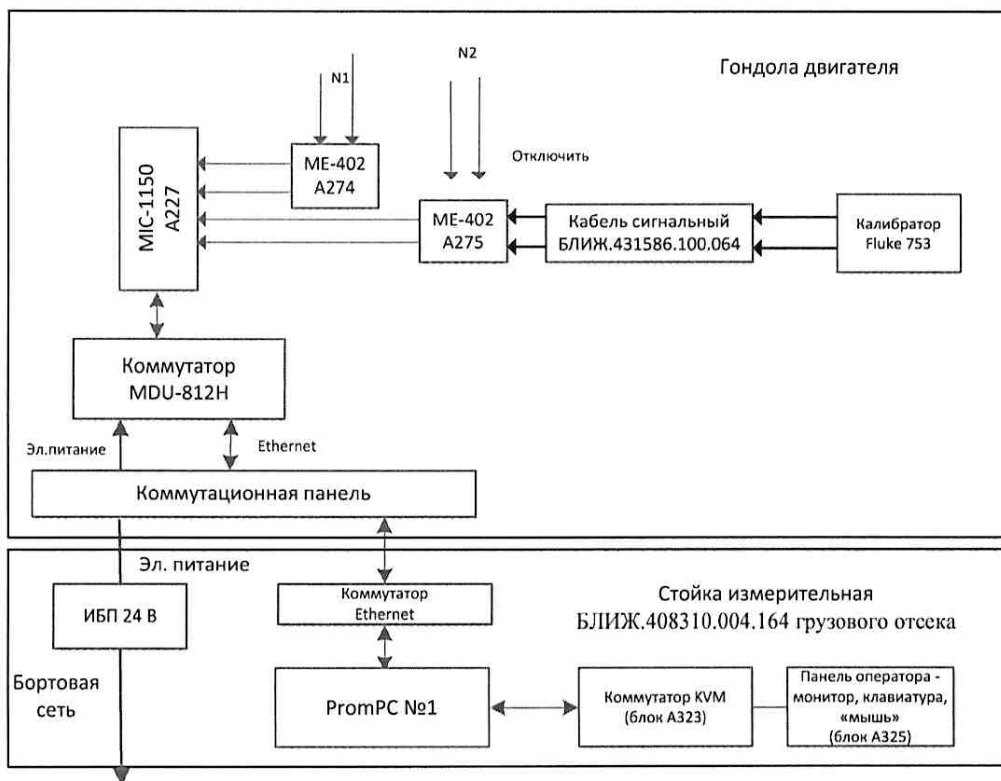 Гондола двигателя
N1
N2
Отключить
MIC-1150
A227
ME-402
A274
ME-402
A275
Кабель сигнальный
БЛИЖ.431586.100.064
Калибратор
Fluke 753
Коммутатор
MDU-812H
Эл.питание
Ethernet
Коммутационная панель
Эл. питание
ИБП 24 В
Бортовая
сеть
Коммутатор
Ethernet
Стойка измерительная
БЛИЖ.408310.004.164 грузового отсека
PromPC №1
Коммутатор KVM
(блок А323)
Панель оператора -
монитор, клавиатура,
«мышь»
(блок А325)